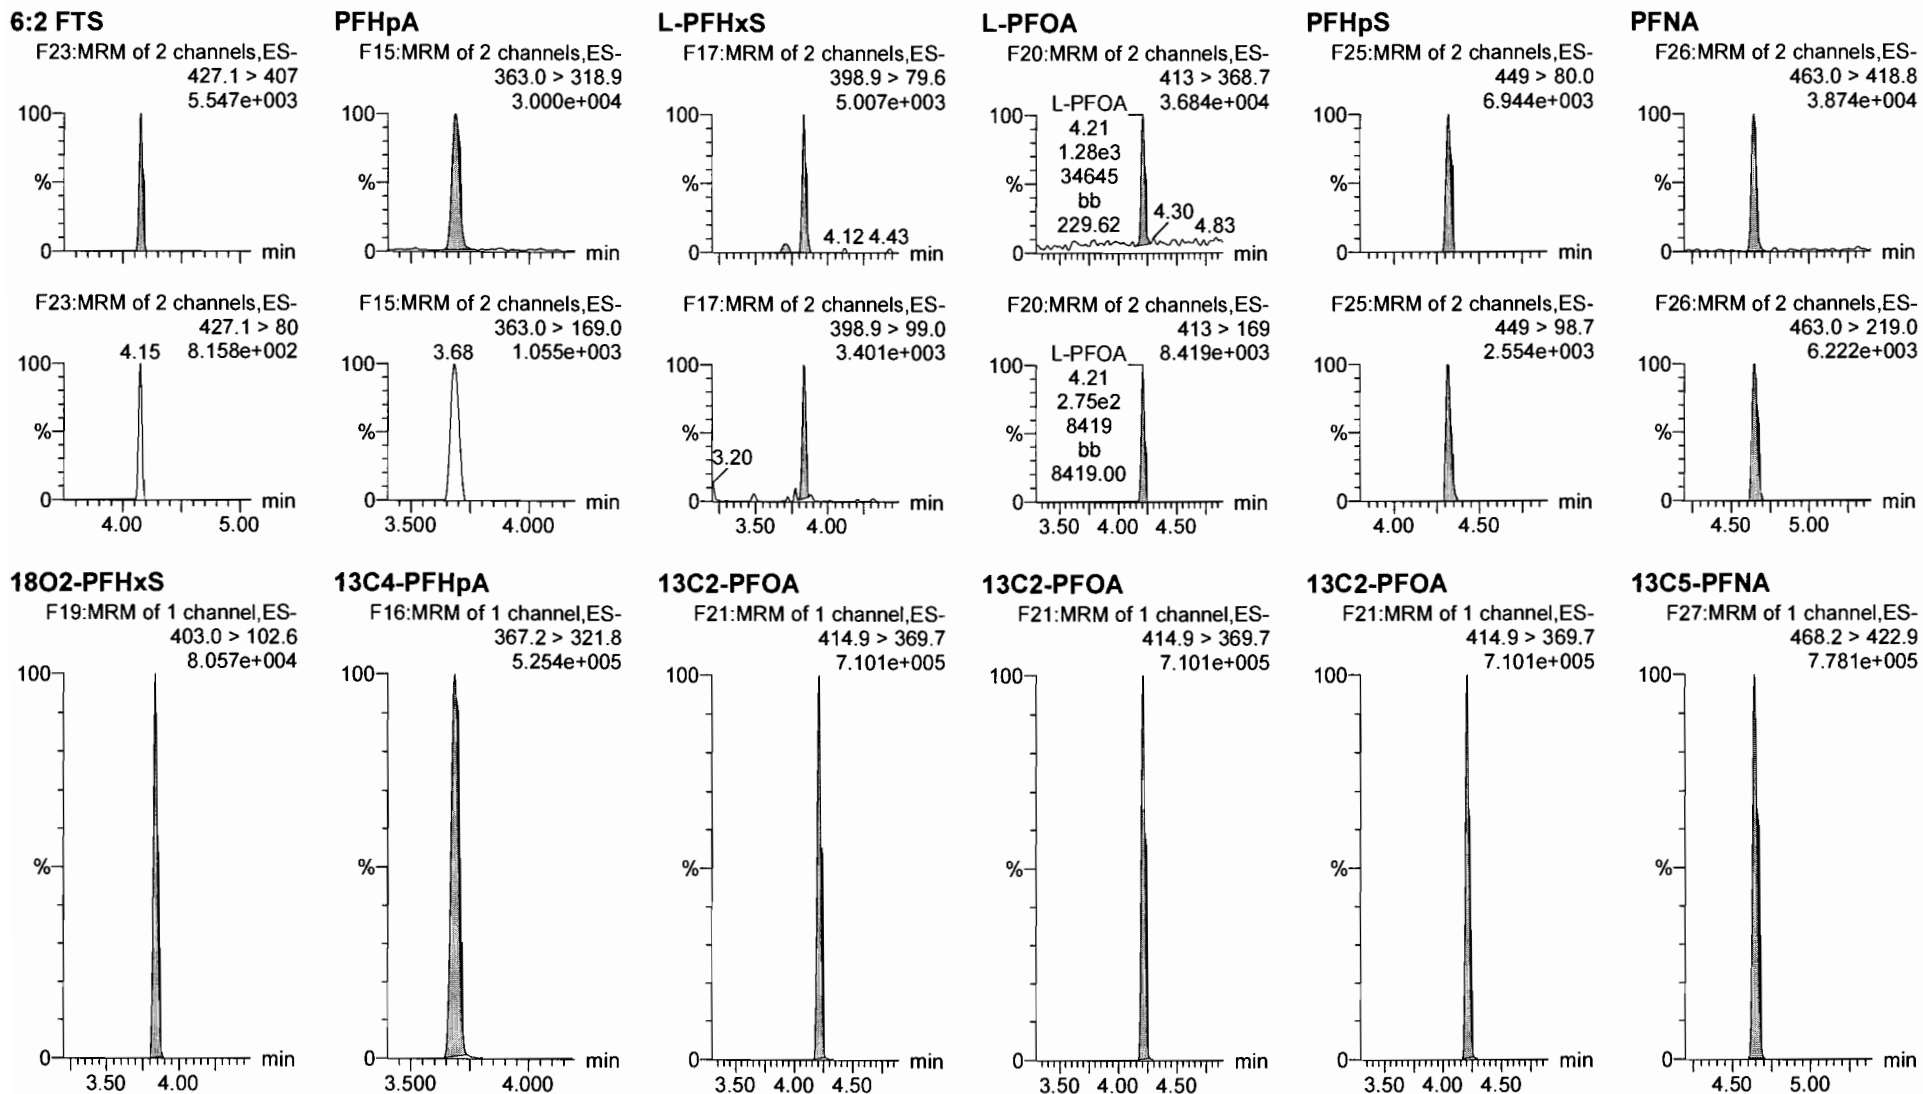 6:2 FTS
F23:MRM of 2 channels,ES-
427.1 > 407
5.547e+003
100
%
0
min
F23:MRM of 2 channels,ES-
427.1 > 80
4.15 8.158e+002
100
%
0
min
4.00 5.00
PFHpA
F15:MRM of 2 channels,ES-
363.0 > 318.9
3.000e+004
100
%
0
min
F15:MRM of 2 channels,ES-
363.0 > 169.0
3.68 1.055e+003
100
%
0
min
3.500 4.000
L-PFHxS
F17:MRM of 2 channels,ES-
398.9 > 79.6
5.007e+003
100
%
4.12 4.43
0
min
F17:MRM of 2 channels,ES-
398.9 > 99.0
3.401e+003
100
%
3.20
0
min
3.50 4.00
L-PFOA
F20:MRM of 2 channels,ES-
413 > 368.7
3.684e+004
L-PFOA
100
4.21
1.28e3
34645
%
bb
229.62
4.30
4.83
0
min
F20:MRM of 2 channels,ES-
413 > 169
8.419e+003
L-PFOA
100
4.21
2.75e2
8419
%
bb
8419.00
0
min
3.50 4.00 4.50
PFHpS
F25:MRM of 2 channels,ES-
449 > 80.0
6.944e+003
100
%
0
min
F25:MRM of 2 channels,ES-
449 > 98.7
2.554e+003
100
%
0
min
4.00 4.50
PFNA
F26:MRM of 2 channels,ES-
463.0 > 418.8
3.874e+004
100
%
0
min
F26:MRM of 2 channels,ES-
463.0 > 219.0
6.222e+003
100
%
0
min
4.50 5.00
18O2-PFHxS
F19:MRM of 1 channel,ES-
403.0 > 102.6
8.057e+004
100
%
0
min
3.50 4.00
13C4-PFHpA
F16:MRM of 1 channel,ES-
367.2 > 321.8
5.254e+005
100
%
0
min
3.500 4.000
13C2-PFOA
F21:MRM of 1 channel,ES-
414.9 > 369.7
7.101e+005
100
%
0
min
3.50 4.00 4.50
13C2-PFOA
F21:MRM of 1 channel,ES-
414.9 > 369.7
7.101e+005
100
%
0
min
3.50 4.00 4.50
13C2-PFOA
F21:MRM of 1 channel,ES-
414.9 > 369.7
7.101e+005
100
%
0
min
3.50 4.00 4.50
13C5-PFNA
F27:MRM of 1 channel,ES-
468.2 > 422.9
7.781e+005
100
%
0
min
4.50 5.00